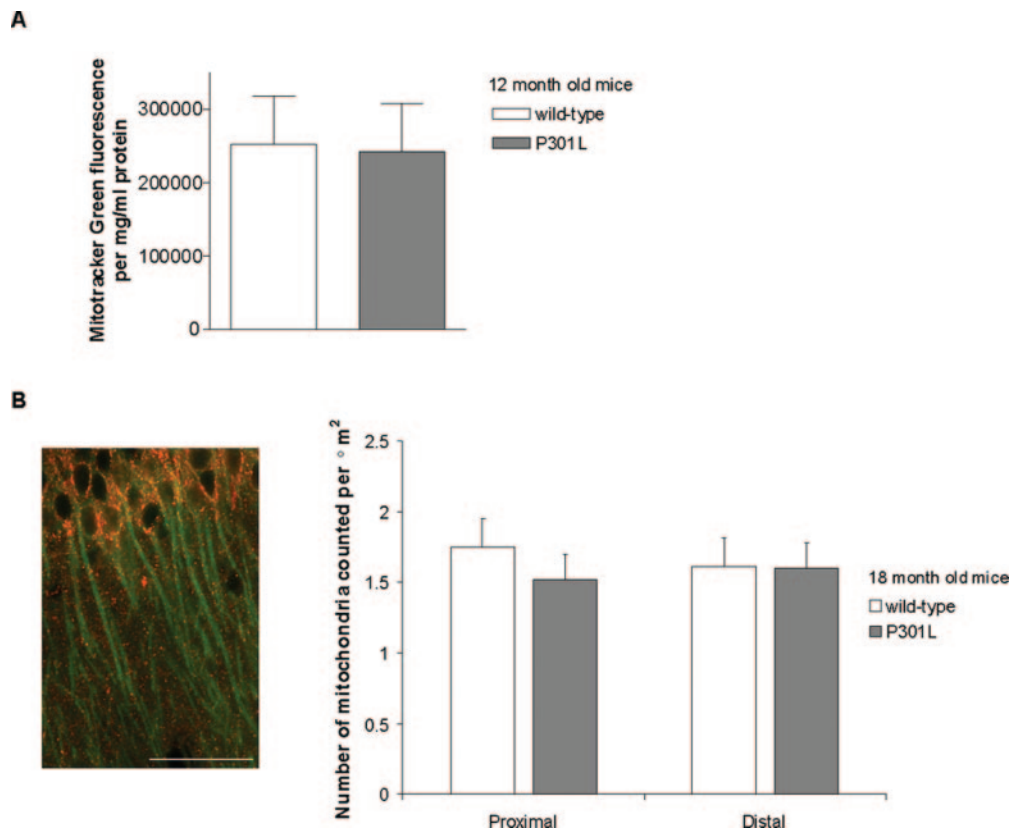 A
Mitotracker Green fluorescence
per mg/ml protein
300000
200000
100000
0
12 month old mice
wild-type
P301L
B
Number of mitochondria counted per ° m²
2.5
2
1.5
1
0.5
0
Proximal
Distal
18 month old mice
wild-type
P301L